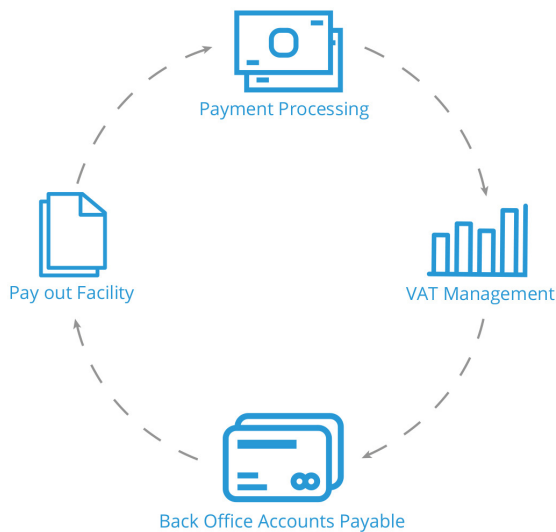 Payment Processing
Pay out Facility
VAT Management
Back Office Accounts Payable